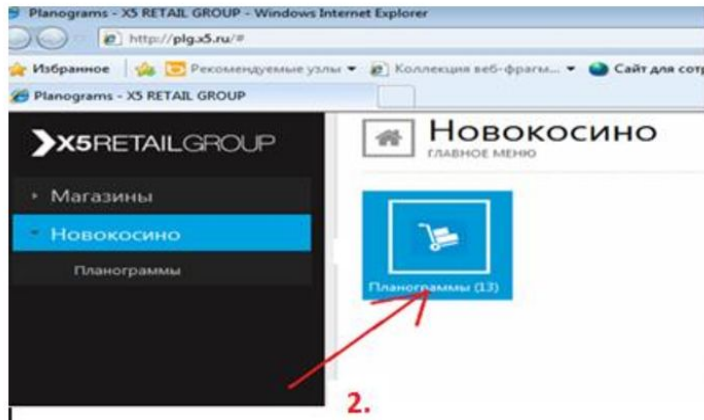 Planograms - X5 RETAIL GROUP - Windows Internet Explorer
http://plg.x5.ru/#
Избранное Рекомендуемые узлы Коллекция веб-фрагм... Сайт для сотр
Planograms - X5 RETAIL GROUP
X5RETAILGROUP
Магазины
Новокосино
Планограммы
Новокосино
ГЛАВНОЕ МЕНЮ
Планограммы (13)
2.